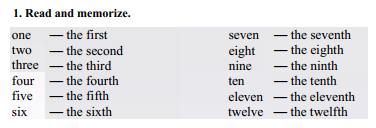 1. Read and memorize.
one — the first
two — the second
three — the third
four — the fourth
five — the fifth
six — the sixth
seven — the seventh
eight — the eighth
nine — the ninth
ten — the tenth
eleven — the eleventh
twelve — the twelfth